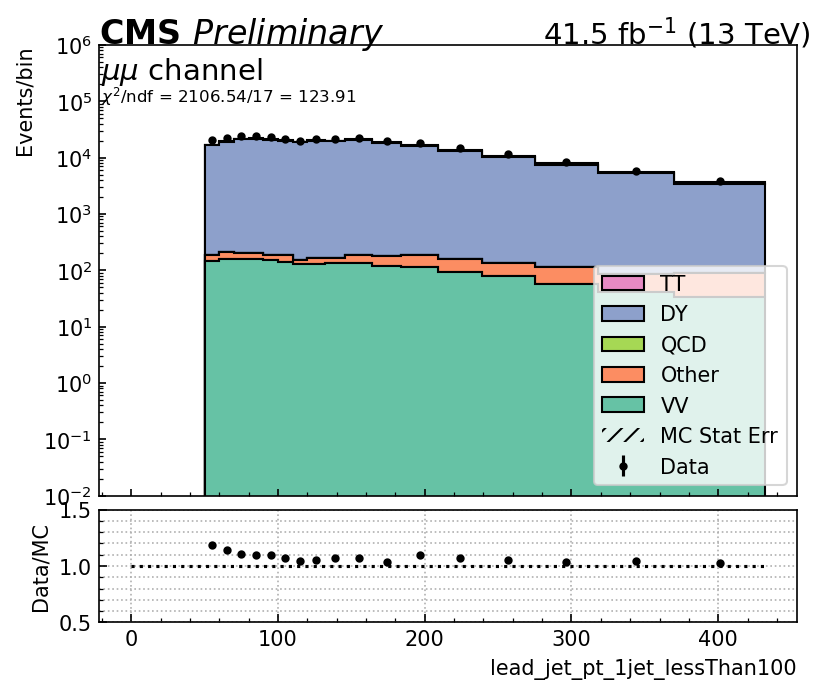 CMS Preliminary 41.5 fb⁻¹ (13 TeV)
μμ channel
χ²/ndf = 2106.54/17 = 123.91
Events/bin
10⁶
10⁵
10⁴
10³
10²
10¹
10⁰
10⁻¹
10⁻²
TT
DY
QCD
Other
VV
MC Stat Err
Data
Data/MC
1.5
1.0
0.5
0 100 200 300 400
lead_jet_pt_1jet_lessThan100